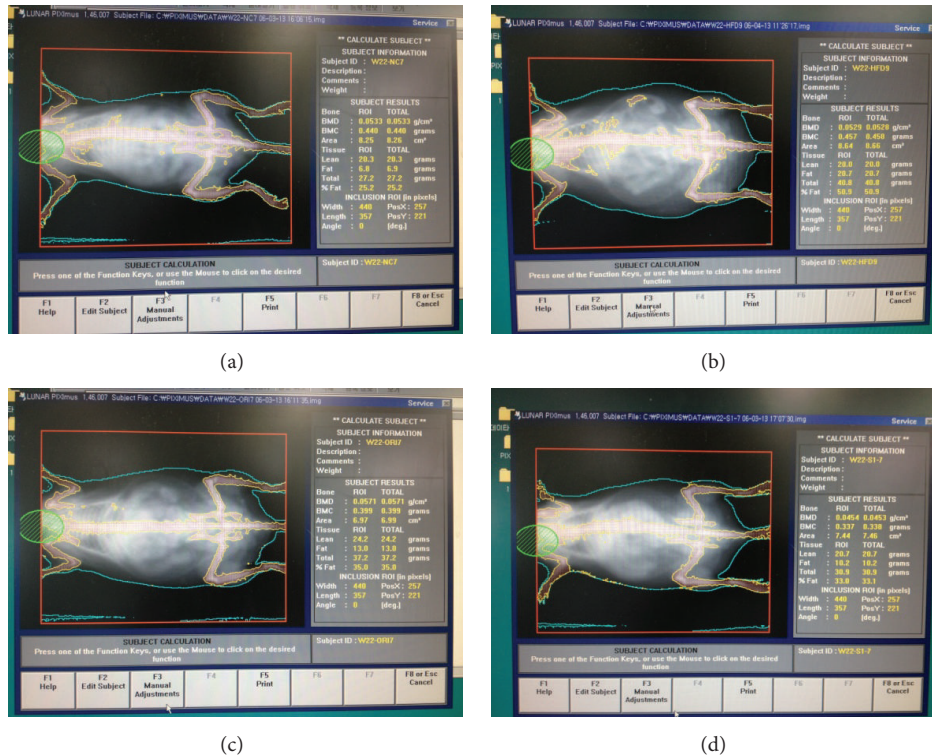 LUNAR PIXImus 1.46.007 Subject File: C:₩PIXIMUS₩DATA₩W22-NC7 06-03-13 16:06:15.img
Service
** CALCULATE SUBJECT **
SUBJECT INFORMATION
Subject ID : W22-NC7
Description :
Comments :
Weight :
SUBJECT RESULTS
Bone ROI TOTAL
BMD : 0.0533 0.0533 g/cm²
BMC : 0.440 0.440 grams
Area : 8.25 8.26 cm²
Tissue ROI TOTAL
Lean : 20.3 20.3 grams
Fat : 6.8 6.9 grams
Total : 27.2 27.2 grams
% Fat : 25.2 25.2
INCLUSION ROI (in pixels)
Width : 440 PosX : 257
Length : 357 PosY : 221
Angle : 0 (deg.)
SUBJECT CALCULATION
Press one of the Function Keys, or use the Mouse to click on the desired
function
Subject ID : W22-NC7
F1 F2 F3 F4 F5 F6 F7 F8 or Esc
Help Edit Subject Manual Print Cancel
Adjustments
(a)
LUNAR PIXImus 1.46.007 Subject File: C:₩PIXIMUS₩DATA₩W22-HFD9 06-04-13 11:26:17.img
Service
** CALCULATE SUBJECT **
SUBJECT INFORMATION
Subject ID : W22-HFD9
Description :
Comments :
Weight :
SUBJECT RESULTS
Bone ROI TOTAL
BMD : 0.0529 0.0528 g/cm²
BMC : 0.457 0.458 grams
Area : 8.64 8.66 cm²
Tissue ROI TOTAL
Lean : 20.0 20.0 grams
Fat : 20.7 20.7 grams
Total : 40.8 40.8 grams
% Fat : 50.9 50.9
INCLUSION ROI (in pixels)
Width : 440 PosX : 257
Length : 357 PosY : 221
Angle : 0 (deg.)
SUBJECT CALCULATION
Press one of the Function Keys, or use the Mouse to click on the desired
function
Subject ID : W22-HFD9
F1 F2 F3 F4 F5 F6 F7 F8 or Esc
Help Edit Subject Manual Print Cancel
Adjustments
(b)
LUNAR PIXImus 1.46.007 Subject File: C:₩PIXIMUS₩DATA₩W22-ORI7 06-03-13 16:11:35.img
Service
** CALCULATE SUBJECT **
SUBJECT INFORMATION
Subject ID : W22-ORI7
Description :
Comments :
Weight :
SUBJECT RESULTS
Bone ROI TOTAL
BMD : 0.0571 0.0571 g/cm²
BMC : 0.399 0.399 grams
Area : 6.97 6.99 cm²
Tissue ROI TOTAL
Lean : 24.2 24.2 grams
Fat : 13.0 13.0 grams
Total : 37.2 37.2 grams
% Fat : 35.0
INCLUSION ROI (in pixels)
Width : 440 PosX : 257
Length : 357 PosY : 221
Angle : 0 (deg.)
SUBJECT CALCULATION
Press one of the Function Keys, or use the Mouse to click on the desired
function
Subject ID : W22-ORI7
F1 F2 F3 F4 F5 F6 F7 F8 or Esc
Help Edit Subject Manual Print Cancel
Adjustments
(c)
LUNAR PIXImus 1.46.007 Subject File: C:₩PIXIMUS₩DATA₩W22-S1-7 06-03-13 17:07:30.img
Service
** CALCULATE SUBJECT **
SUBJECT INFORMATION
Subject ID : W22-S1-7
Description :
Comments :
Weight :
SUBJECT RESULTS
Bone ROI TOTAL
BMD : 0.0454 0.0453 g/cm²
BMC : 0.337 0.338 grams
Area : 7.44 7.46 cm²
Tissue ROI TOTAL
Lean : 20.7 20.7 grams
Fat : 10.2 10.2 grams
Total : 30.9 30.9 grams
% Fat : 33.0 33.1
INCLUSION ROI (in pixels)
Width : 440 PosX : 257
Length : 357 PosY : 221
Angle : 0 (deg.)
SUBJECT CALCULATION
Press one of the Function Keys, or use the Mouse to click on the desired
function
Subject ID : W22-S1-7
F1 F2 F3 F4 F5 F6 F7 F8 or Esc
Help Edit Subject Manual Print Cancel
Adjustments
(d)